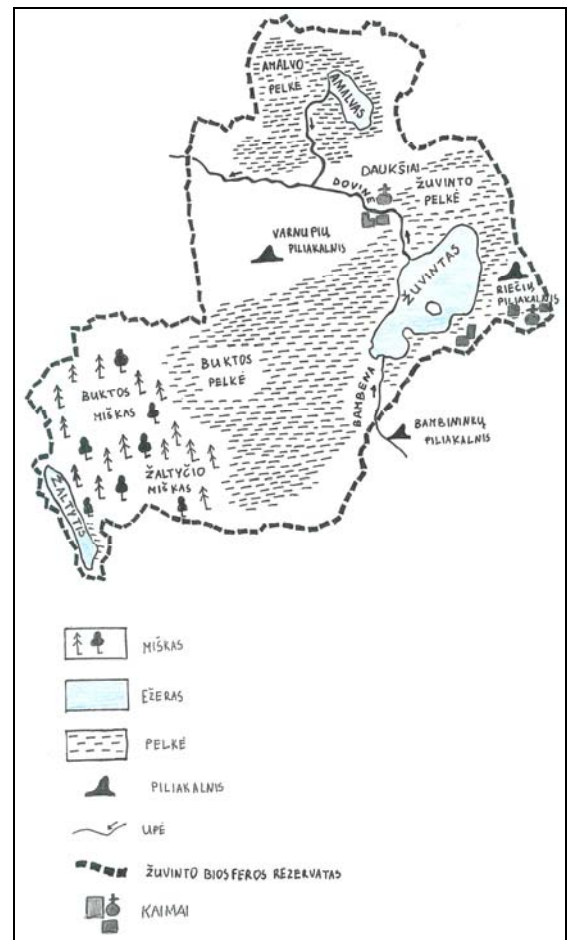 AMALVO
PELKĖ
AMALVAS
DAUKŠIAI
DOVINĖ
ŽUVINTO
PELKĖ
VARNUPIŲ
PILIAKALNIS
ŽUVINTAS
RIEČIŲ
PILIAKALNIS
BUKTOS
PELKĖ
BUKTOS
MIŠKAS
BAMBENA
BAMBININKŲ
PILIAKALNIS
ŽALTYČIO
MIŠKAS
ŽALTYTIS
MIŠKAS
EŽERAS
PELKĖ
PILIAKALNIS
UPĖ
ŽUVINTO BIOSFEROS REZERVATAS
KAIMAI